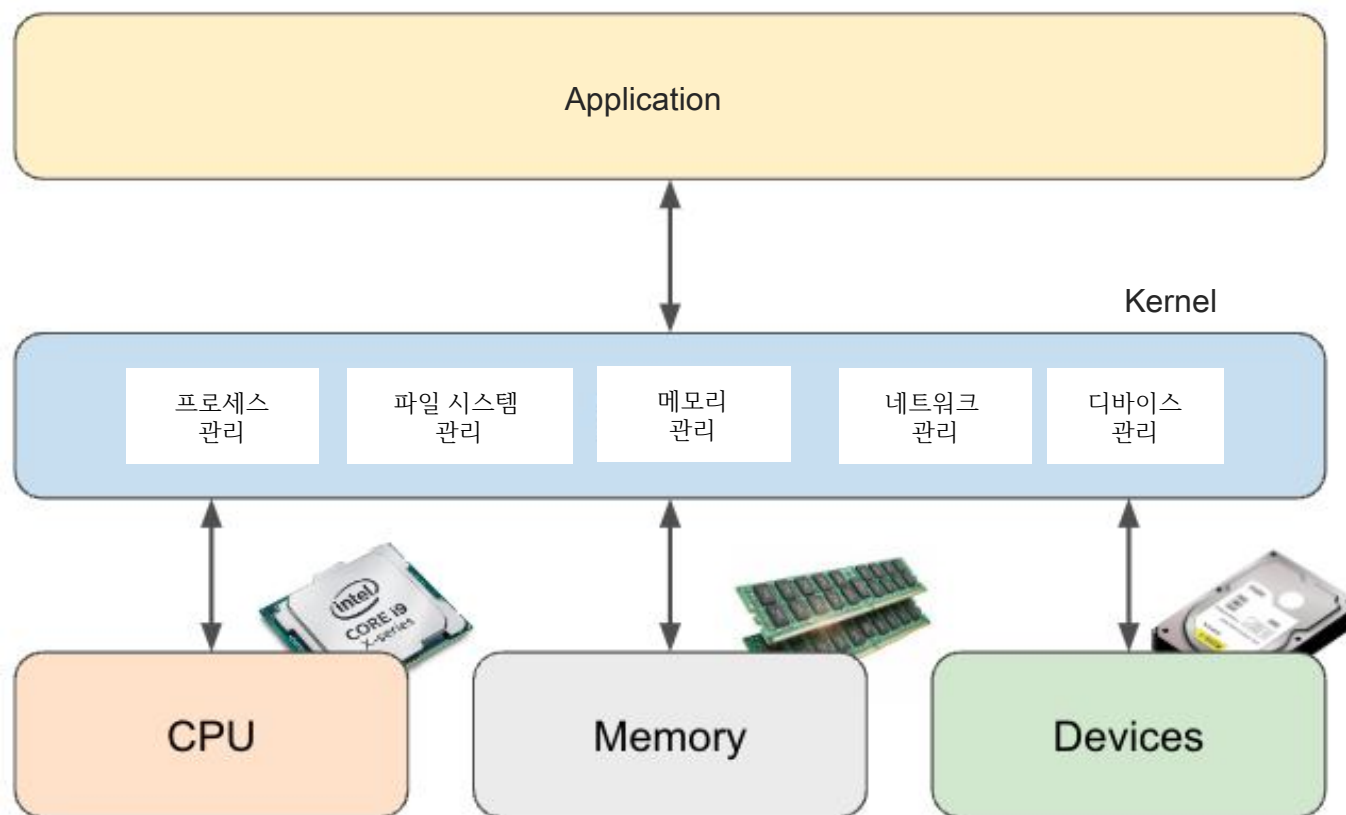 Application
Kernel
프로세스
관리
파일 시스템
관리
메모리
관리
네트워크
관리
디바이스
관리
intel
CORE i9
X-series
CPU
Memory
Devices